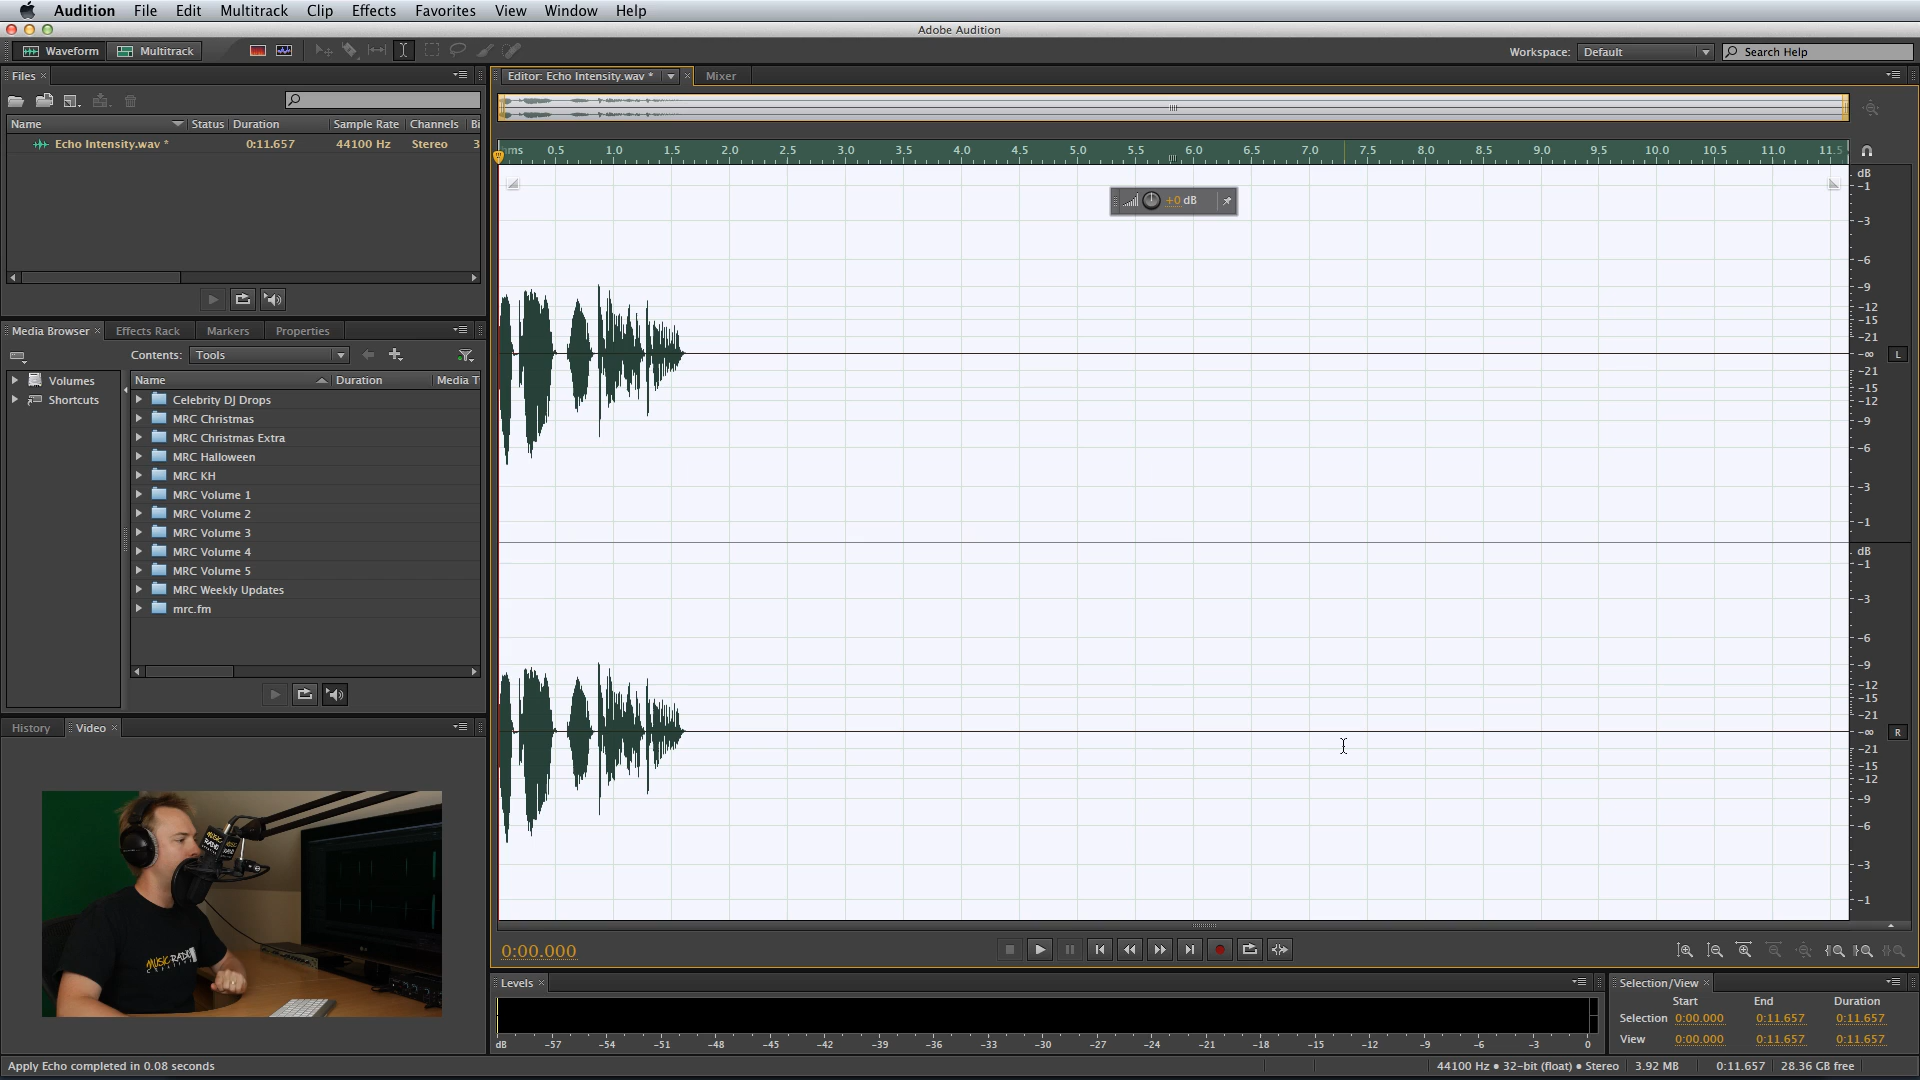 Audition File Edit Multitrack Clip Effects Favorites View Window Help
Adobe Audition
Waveform Multitrack Workspace: Default Search Help
Files
Name Status Duration Sample Rate Channels Bi
Echo Intensity.wav * 0:11.657 44100 Hz Stereo 3
Media Browser Effects Rack Markers Properties
Contents: Tools
Volumes
Shortcuts
Name Duration Media T
Celebrity DJ Drops
MRC Christmas
MRC Christmas Extra
MRC Halloween
MRC KH
MRC Volume 1
MRC Volume 2
MRC Volume 3
MRC Volume 4
MRC Volume 5
MRC Weekly Updates
mrc.fm
History Video
MUSIC RADIO
CREATIVE
Editor: Echo Intensity.wav * Mixer
hms 0.5 1.0 1.5 2.0 2.5 3.0 3.5 4.0 4.5 5.0 5.5 6.0 6.5 7.0 7.5 8.0 8.5 9.0 9.5 10.0 10.5 11.0 11.5
+0 dB
dB
-1
-3
-6
-9
-12
-15
-21
-∞ L
-21
-15
-12
-9
-6
-3
-1
dB
-1
-3
-6
-9
-12
-15
-21
-∞ R
-21
-15
-12
-9
-6
-3
-1
0:00.000
Levels
dB -57 -54 -51 -48 -45 -42 -39 -36 -33 -30 -27 -24 -21 -18 -15 -12 -9 -6 -3 0
Selection/View
Start End Duration
Selection 0:00.000 0:11.657 0:11.657
View 0:00.000 0:11.657 0:11.657
Apply Echo completed in 0.08 seconds
44100 Hz • 32-bit (float) • Stereo 3.92 MB 0:11.657 28.36 GB free